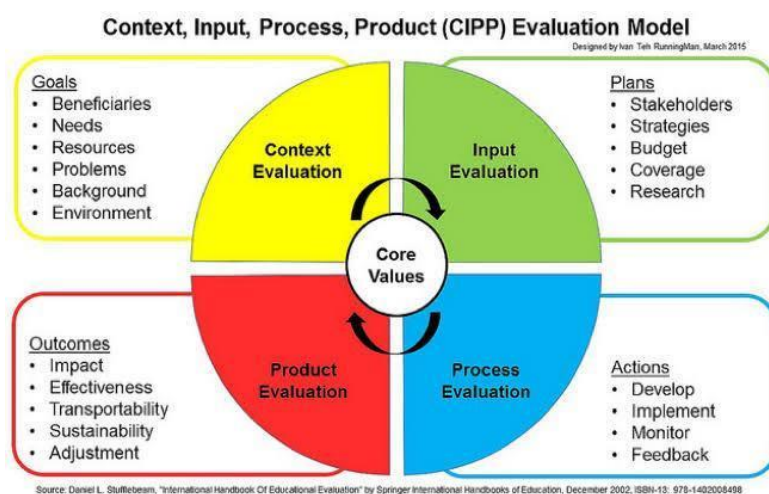 Context, Input, Process, Product (CIPP) Evaluation Model
Designed by Ivan Teh RunningMan, March 2015
Goals
• Beneficiaries
• Needs
• Resources
• Problems
• Background
• Environment
Context
Evaluation
Input
Evaluation
Plans
• Stakeholders
• Strategies
• Budget
• Coverage
• Research
Core
Values
Outcomes
• Impact
• Effectiveness
• Transportability
• Sustainability
• Adjustment
Product
Evaluation
Process
Evaluation
Actions
• Develop
• Implement
• Monitor
• Feedback
Source: Daniel L. Stufflebeam, "International Handbook Of Educational Evaluation" by Springer International Handbooks of Education, December 2002, ISBN-13: 978-1402008498